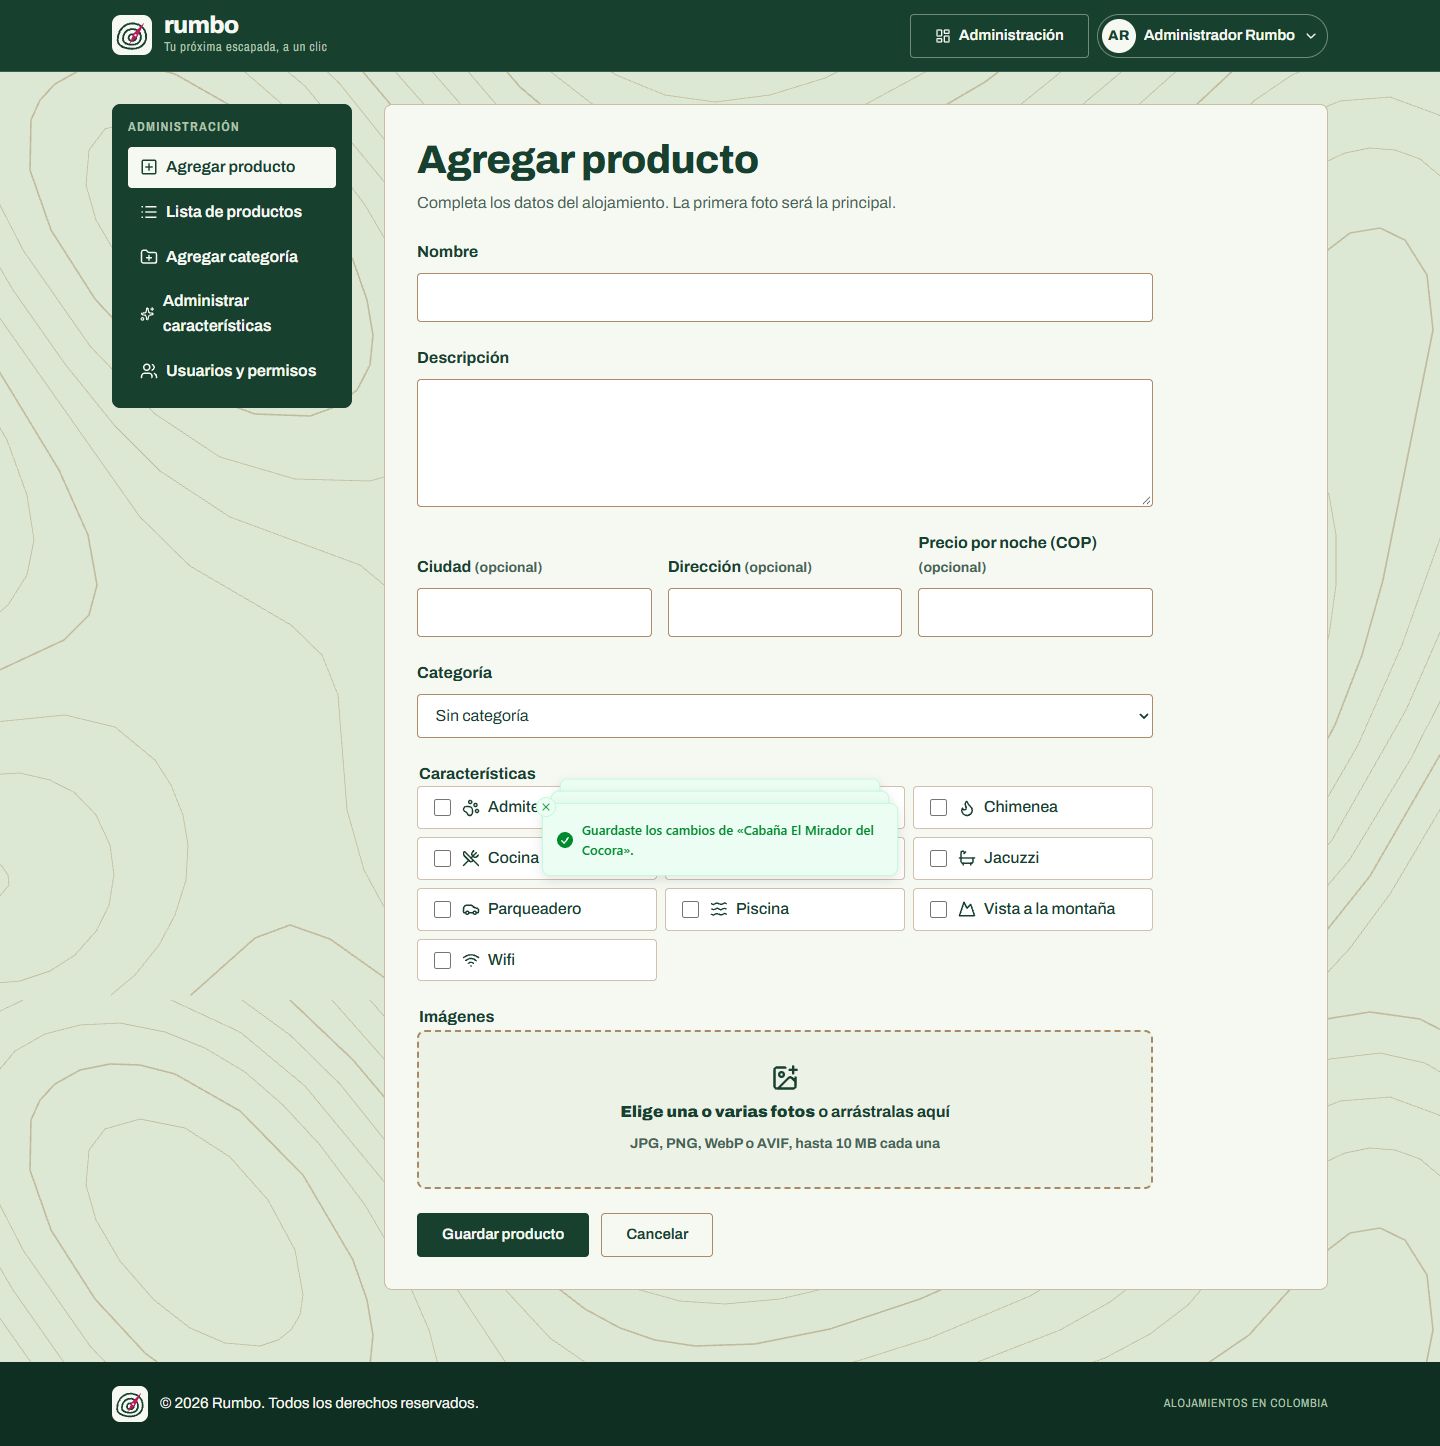 rumbo
Tu próxima escapada, a un clic
Administración
AR
Administrador Rumbo
ADMINISTRACIÓN
Agregar producto
Lista de productos
Agregar categoría
Administrar
características
Usuarios y permisos
Agregar producto
Completa los datos del alojamiento. La primera foto será la principal.
Nombre
Descripción
Ciudad (opcional)
Dirección (opcional)
Precio por noche (COP)
(opcional)
Categoría
Sin categoría
Características
Chimenea
Guardaste los cambios de «Cabaña El Mirador del
Cocora».
Cocina
Jacuzzi
Parqueadero
Piscina
Vista a la montaña
Wifi
Imágenes
Elige una o varias fotos o arrástralas aquí
JPG, PNG, WebP o AVIF, hasta 10 MB cada una
Guardar producto
Cancelar
© 2026 Rumbo. Todos los derechos reservados.
ALOJAMIENTOS EN COLOMBIA